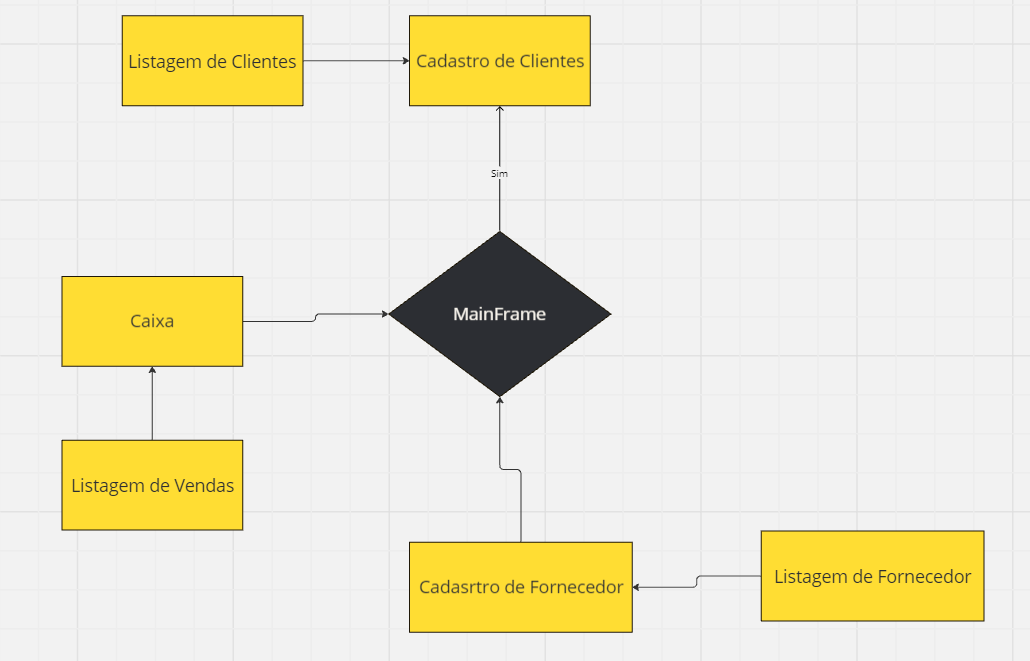 Listagem de Clientes
Cadastro de Clientes
Sim
MainFrame
Caixa
Listagem de Vendas
Cadasrtro de Fornecedor
Listagem de Fornecedor